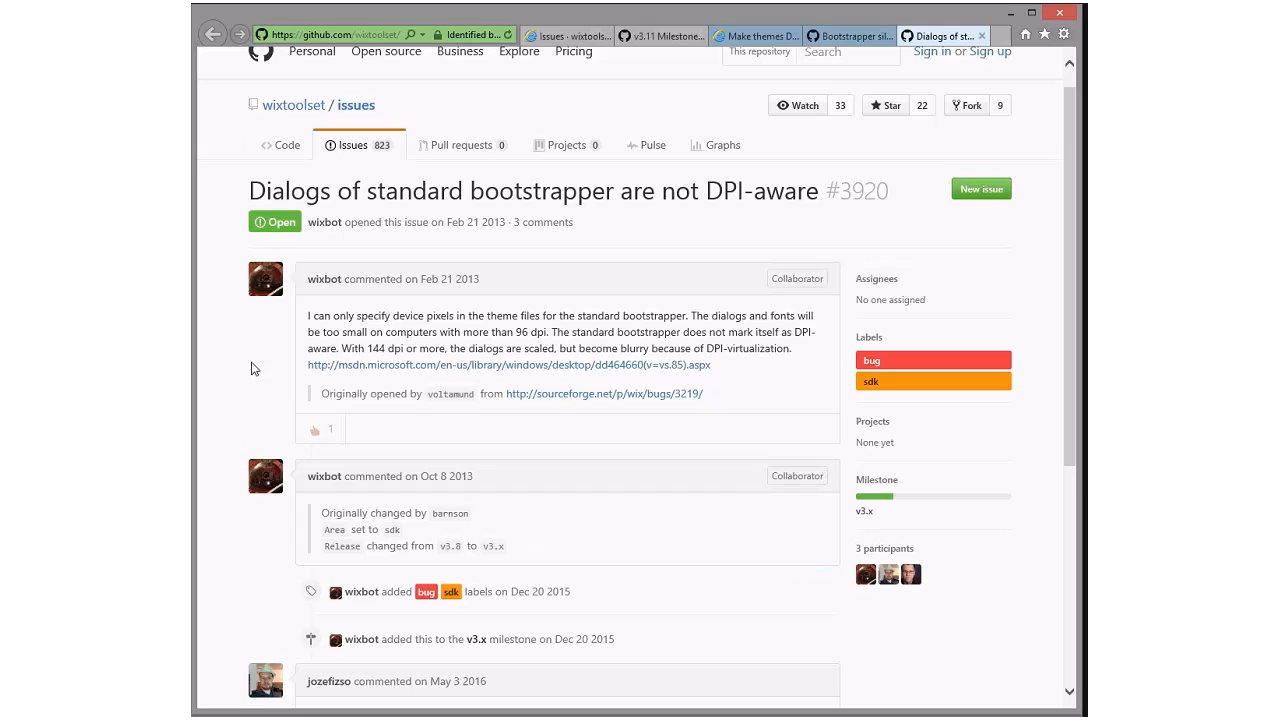 https://github.com/wixtoolset/ Identified b... Issues · wixtools... v3.11 Milestone... Make themes D... Bootstrapper sil... Dialogs of st...
Personal Open source Business Explore Pricing This repository Search Sign in or Sign up
wixtoolset / issues Watch 33 Star 22 Fork 9
Code Issues 823 Pull requests 0 Projects 0 Pulse Graphs
Dialogs of standard bootstrapper are not DPI-aware #3920 New issue
Open wixbot opened this issue on Feb 21 2013 · 3 comments
wixbot commented on Feb 21 2013 Collaborator
I can only specify device pixels in the theme files for the standard bootstrapper. The dialogs and fonts will
be too small on computers with more than 96 dpi. The standard bootstrapper does not mark itself as DPI-
aware. With 144 dpi or more, the dialogs are scaled, but become blurry because of DPI-virtualization.
http://msdn.microsoft.com/en-us/library/windows/desktop/dd464660(v=vs.85).aspx
Originally opened by voltamund from http://sourceforge.net/p/wix/bugs/3219/
1
wixbot commented on Oct 8 2013 Collaborator
Originally changed by barnson
Area set to sdk
Release changed from v3.8 to v3.x
wixbot added bug sdk labels on Dec 20 2015
wixbot added this to the v3.x milestone on Dec 20 2015
jozefizso commented on May 3 2016
Assignees
No one assigned
Labels
bug
sdk
Projects
None yet
Milestone
v3.x
3 participants